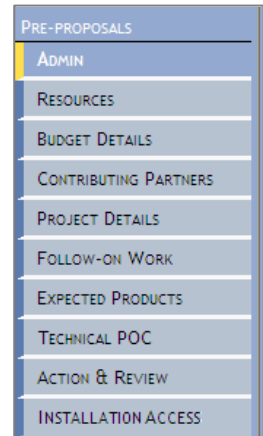 PRE-PROPOSALS
ADMIN
RESOURCES
BUDGET DETAILS
CONTRIBUTING PARTNERS
PROJECT DETAILS
FOLLOW-ON WORK
EXPECTED PRODUCTS
TECHNICAL POC
ACTION & REVIEW
INSTALLATION ACCESS